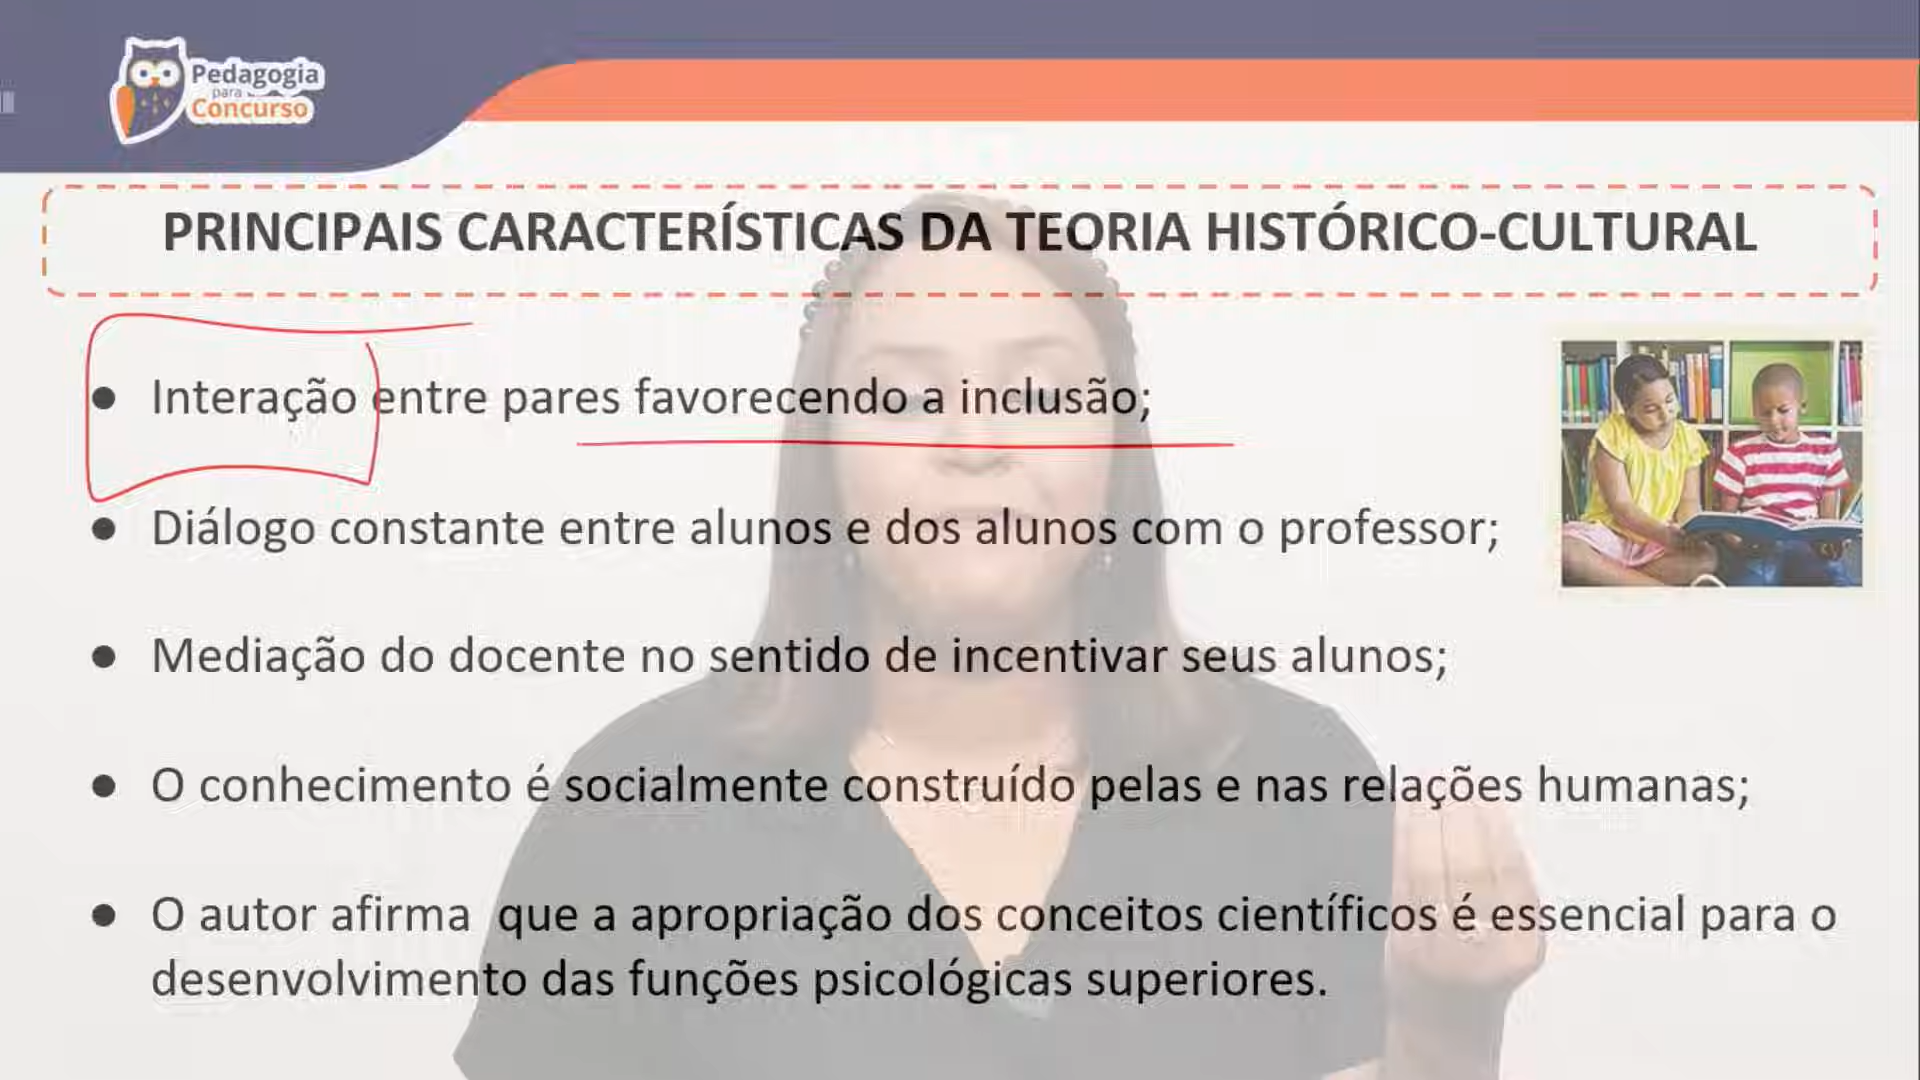 Pedagogia
para
Concurso
PRINCIPAIS CARACTERÍSTICAS DA TEORIA HISTÓRICO-CULTURAL
● Interação entre pares favorecendo a inclusão;
● Diálogo constante entre alunos e dos alunos com o professor;
● Mediação do docente no sentido de incentivar seus alunos;
● O conhecimento é socialmente construído pelas e nas relações humanas;
● O autor afirma que a apropriação dos conceitos científicos é essencial para o
desenvolvimento das funções psicológicas superiores.